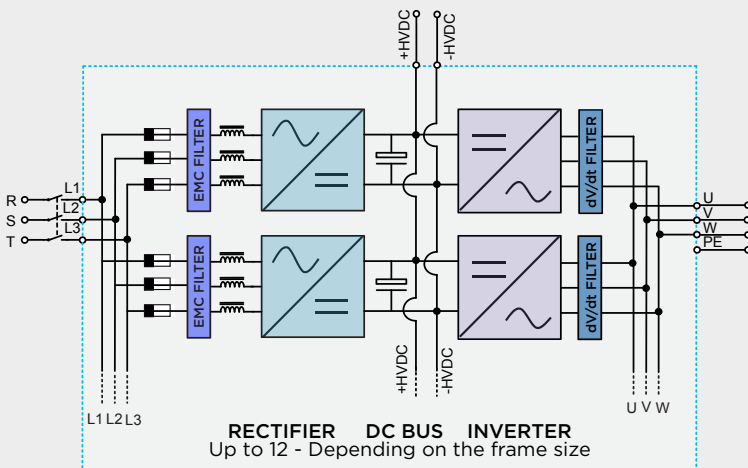 +HVDC
-HVDC
EMC FILTER
dV/dt FILTER
L1
R
L2
S
L3
T
U
V
W
PE
EMC FILTER
dV/dt FILTER
+HVDC
-HVDC
L1 L2 L3
U V W
RECTIFIER DC BUS INVERTER
Up to 12 - Depending on the frame size